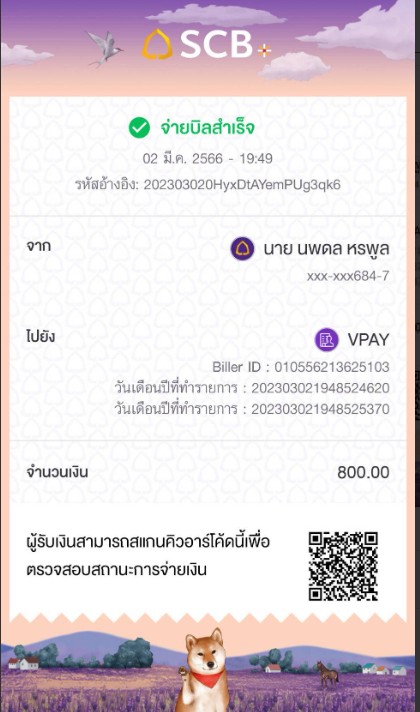 SCB
จ่ายบิลสำเร็จ
02 มี.ค. 2566 - 19:49
รหัสอ้างอิง: 202303020HyxDtAYemPUg3qk6
จาก
นาย นพดล หรพูล
xxx-xxx684-7
ไปยัง
VPAY
Biller ID : 010556213625103
วันเดือนปีที่ทำรายการ : 202303021948524620
วันเดือนปีที่ทำรายการ : 202303021948525370
จำนวนเงิน 800.00
ผู้รับเงินสามารถสแกนคิวอาร์โค้ดนี้เพื่อ
ตรวจสอบสถานะการจ่ายเงิน